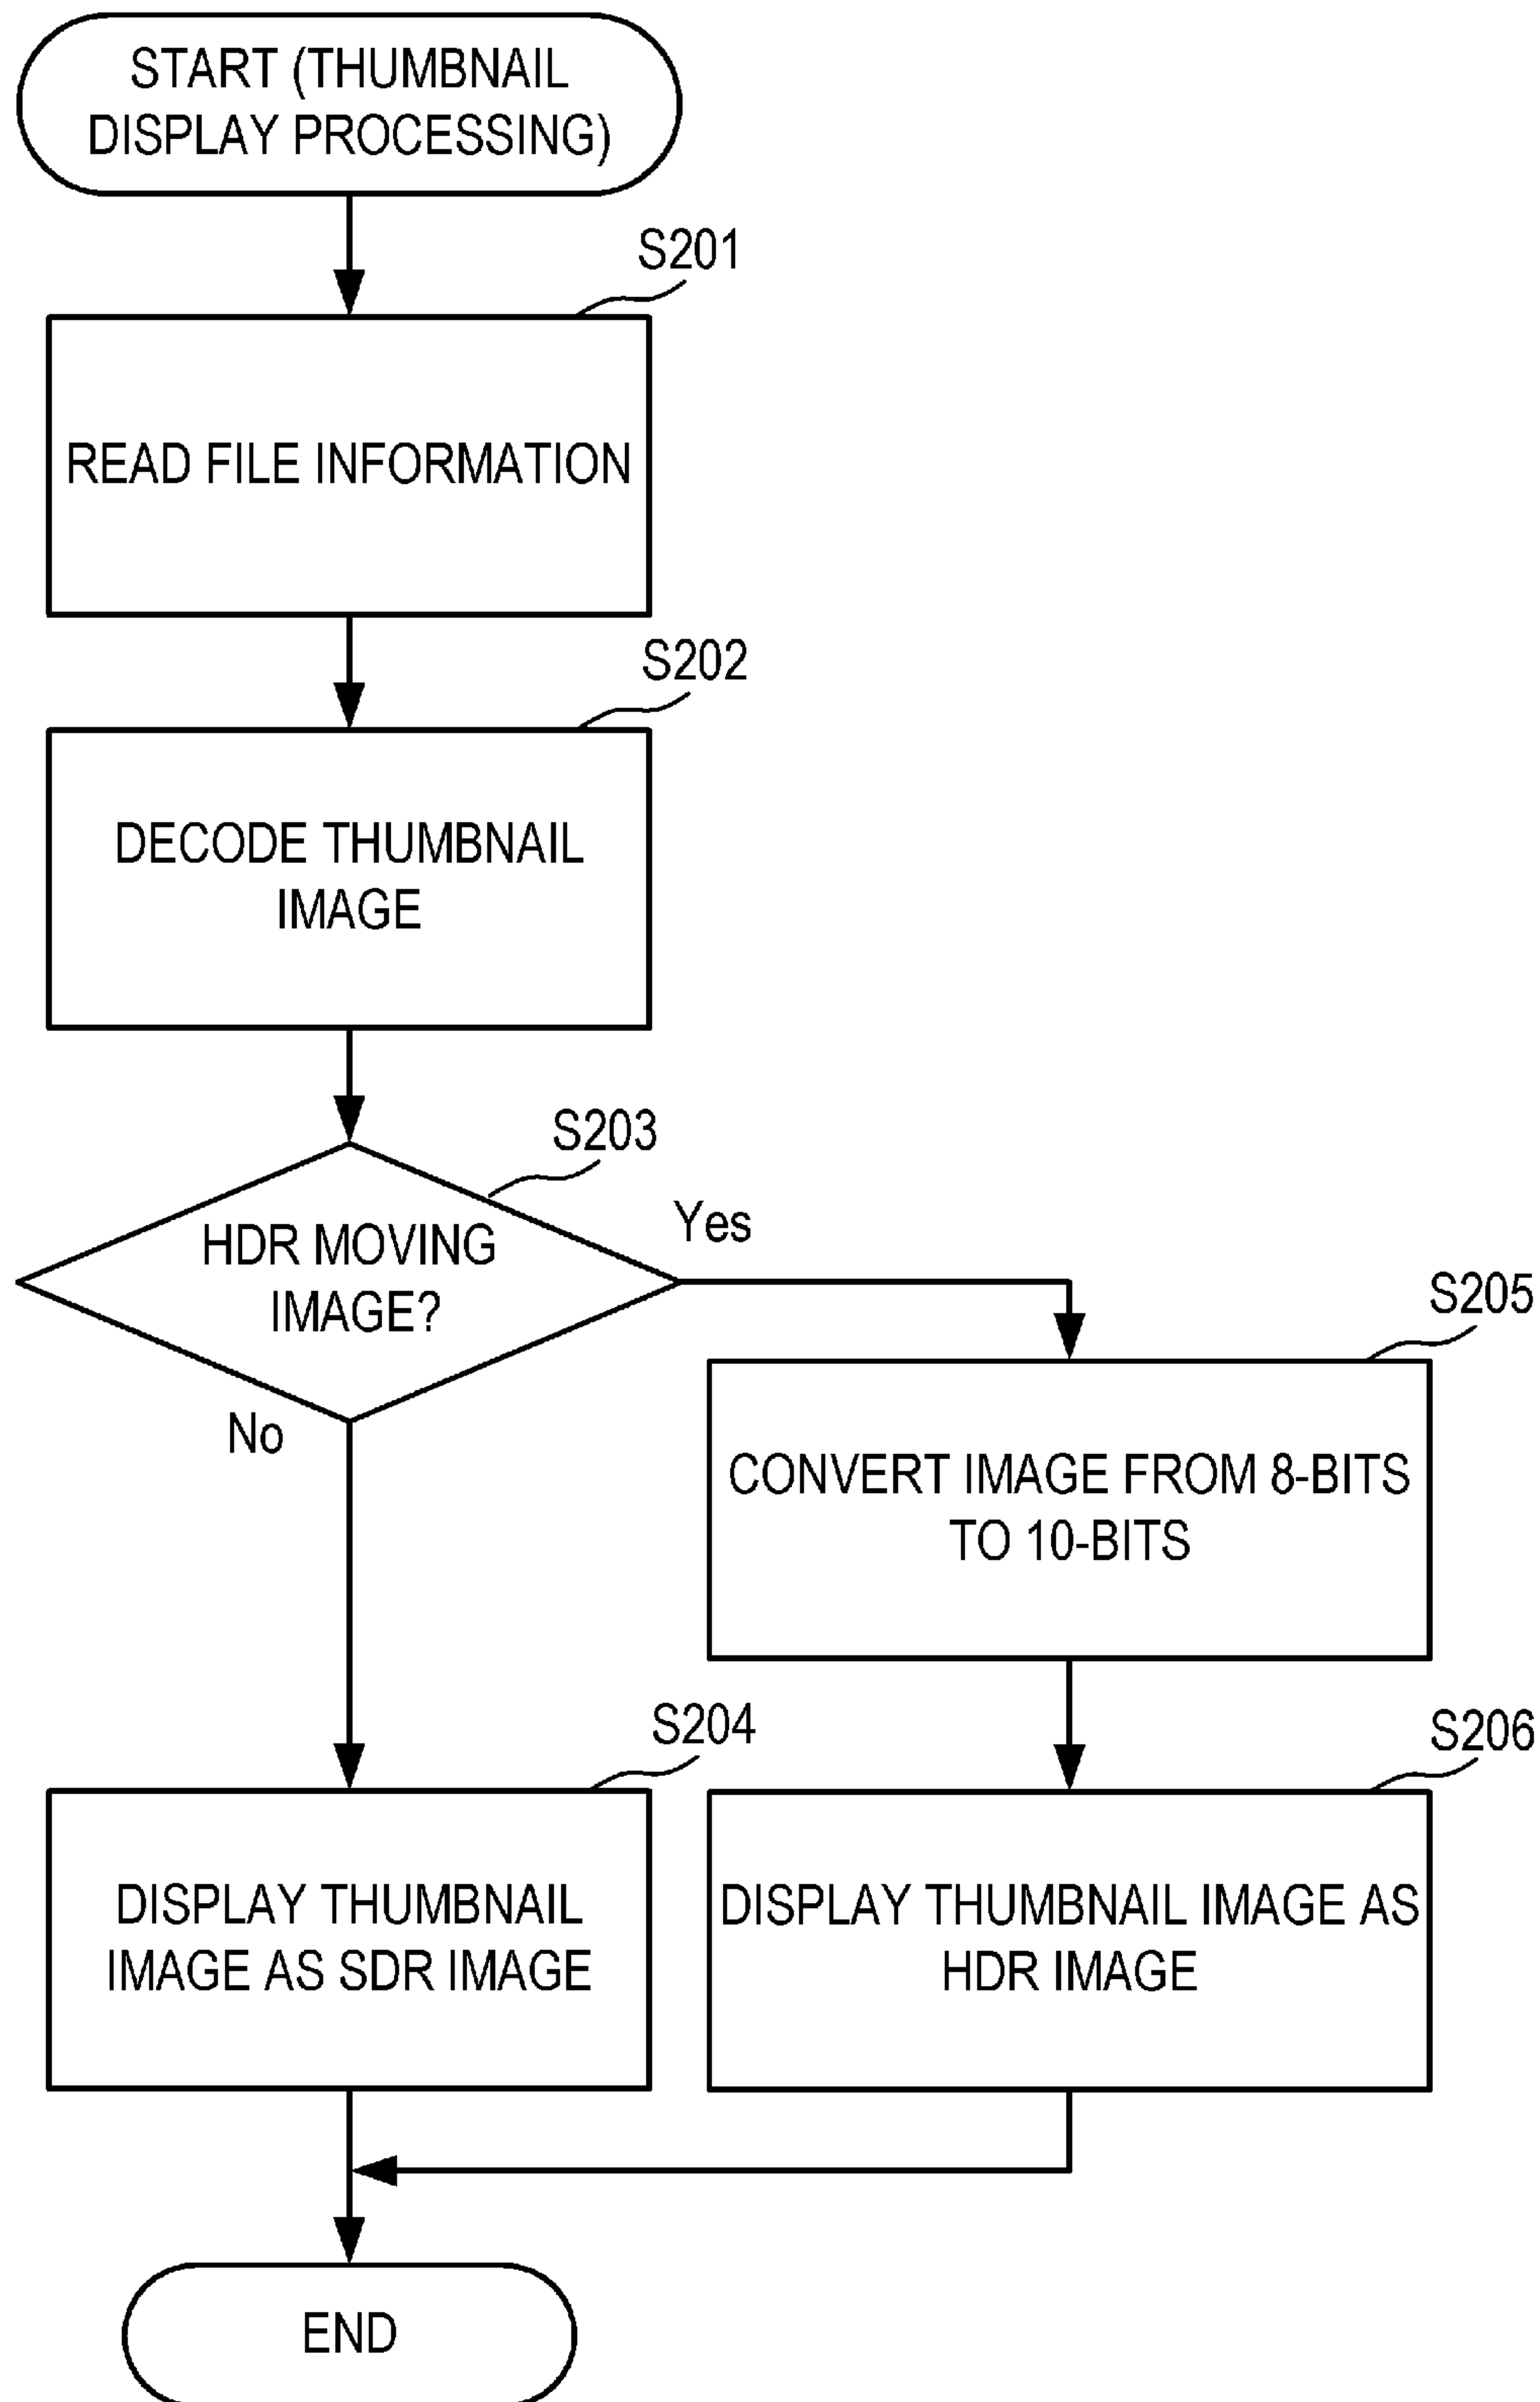 START (THUMBNAIL
DISPLAY PROCESSING)
S201
READ FILE INFORMATION
S202
DECODE THUMBNAIL
IMAGE
S203
HDR MOVING
IMAGE?
Yes
No
S205
CONVERT IMAGE FROM 8-BITS
TO 10-BITS
S204
DISPLAY THUMBNAIL
IMAGE AS SDR IMAGE
S206
DISPLAY THUMBNAIL IMAGE AS
HDR IMAGE
END